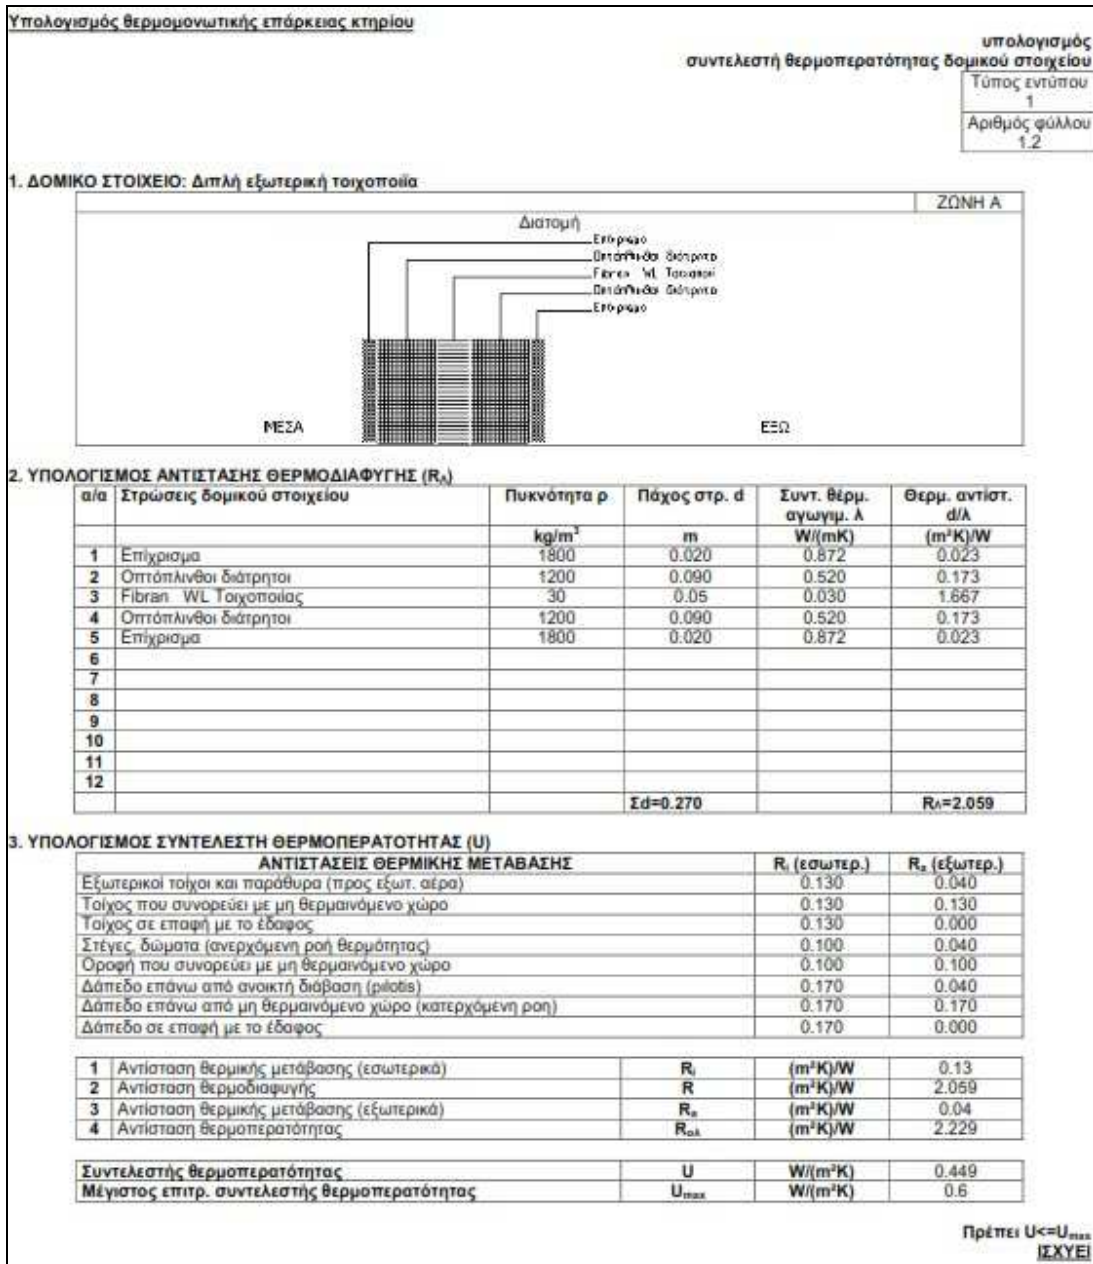 Υπολογισμός θερμομονωτικής επάρκειας κτηρίου
υπολογισμός
συντελεστή θερμοπερατότητας δομικού στοιχείου
Τύπος εντύπου
1
Αριθμός φύλλου
1.2
1. ΔΟΜΙΚΟ ΣΤΟΙΧΕΙΟ: Διπλή εξωτερική τοιχοποιΐα
ΖΩΝΗ Α
Διατομή
Επίχρισμα
Οπτόπλινθοι διάτρητοι
Fibran WL Τοιχοποιί
Οπτόπλινθοι διάτρητοι
Επίχρισμα
ΜΕΣΑ ΕΞΩ
2. ΥΠΟΛΟΓΙΣΜΟΣ ΑΝΤΙΣΤΑΣΗΣ ΘΕΡΜΟΔΙΑΦΥΓΗΣ (RΛ)
α/α Στρώσεις δομικού στοιχείου Πυκνότητα ρ Πάχος στρ. d Συντ. θέρμ. αγωγιμ. λ Θερμ. αντίστ. d/λ
kg/m³ m W/(mK) (m²K)/W
1 Επίχρισμα 1800 0.020 0.872 0.023
2 Οπτόπλινθοι διάτρητοι 1200 0.090 0.520 0.173
3 Fibran WL Τοιχοποιίας 30 0.05 0.030 1.667
4 Οπτόπλινθοι διάτρητοι 1200 0.090 0.520 0.173
5 Επίχρισμα 1800 0.020 0.872 0.023
6
7
8
9
10
11
12
Σd=0.270 RΛ=2.059
3. ΥΠΟΛΟΓΙΣΜΟΣ ΣΥΝΤΕΛΕΣΤΗ ΘΕΡΜΟΠΕΡΑΤΟΤΗΤΑΣ (U)
ΑΝΤΙΣΤΑΣΕΙΣ ΘΕΡΜΙΚΗΣ ΜΕΤΑΒΑΣΗΣ Ri (εσωτερ.) Ra (εξωτερ.)
Εξωτερικοί τοίχοι και παράθυρα (προς εξωτ. αέρα) 0.130 0.040
Τοίχος που συνορεύει με μη θερμαινόμενο χώρο 0.130 0.130
Τοίχος σε επαφή με το έδαφος 0.130 0.000
Στέγες, δώματα (ανερχόμενη ροή θερμότητας) 0.100 0.040
Οροφή που συνορεύει με μη θερμαινόμενο χώρο 0.100 0.100
Δάπεδο επάνω από ανοικτή διάβαση (pilotis) 0.170 0.040
Δάπεδο επάνω από μη θερμαινόμενο χώρο (κατερχόμενη ροη) 0.170 0.170
Δάπεδο σε επαφή με το έδαφος 0.170 0.000
1 Αντίσταση θερμικής μετάβασης (εσωτερικά) Ri (m²K)/W 0.13
2 Αντίσταση θερμοδιαφυγής R (m²K)/W 2.059
3 Αντίσταση θερμικής μετάβασης (εξωτερικά) Ra (m²K)/W 0.04
4 Αντίσταση θερμοπερατότητας Rολ (m²K)/W 2.229
Συντελεστής θερμοπερατότητας U W/(m²K) 0.449
Μέγιστος επιτρ. συντελεστής θερμοπερατότητας Umax W/(m²K) 0.6
Πρέπει U<=Umax
ΙΣΧΥΕΙ